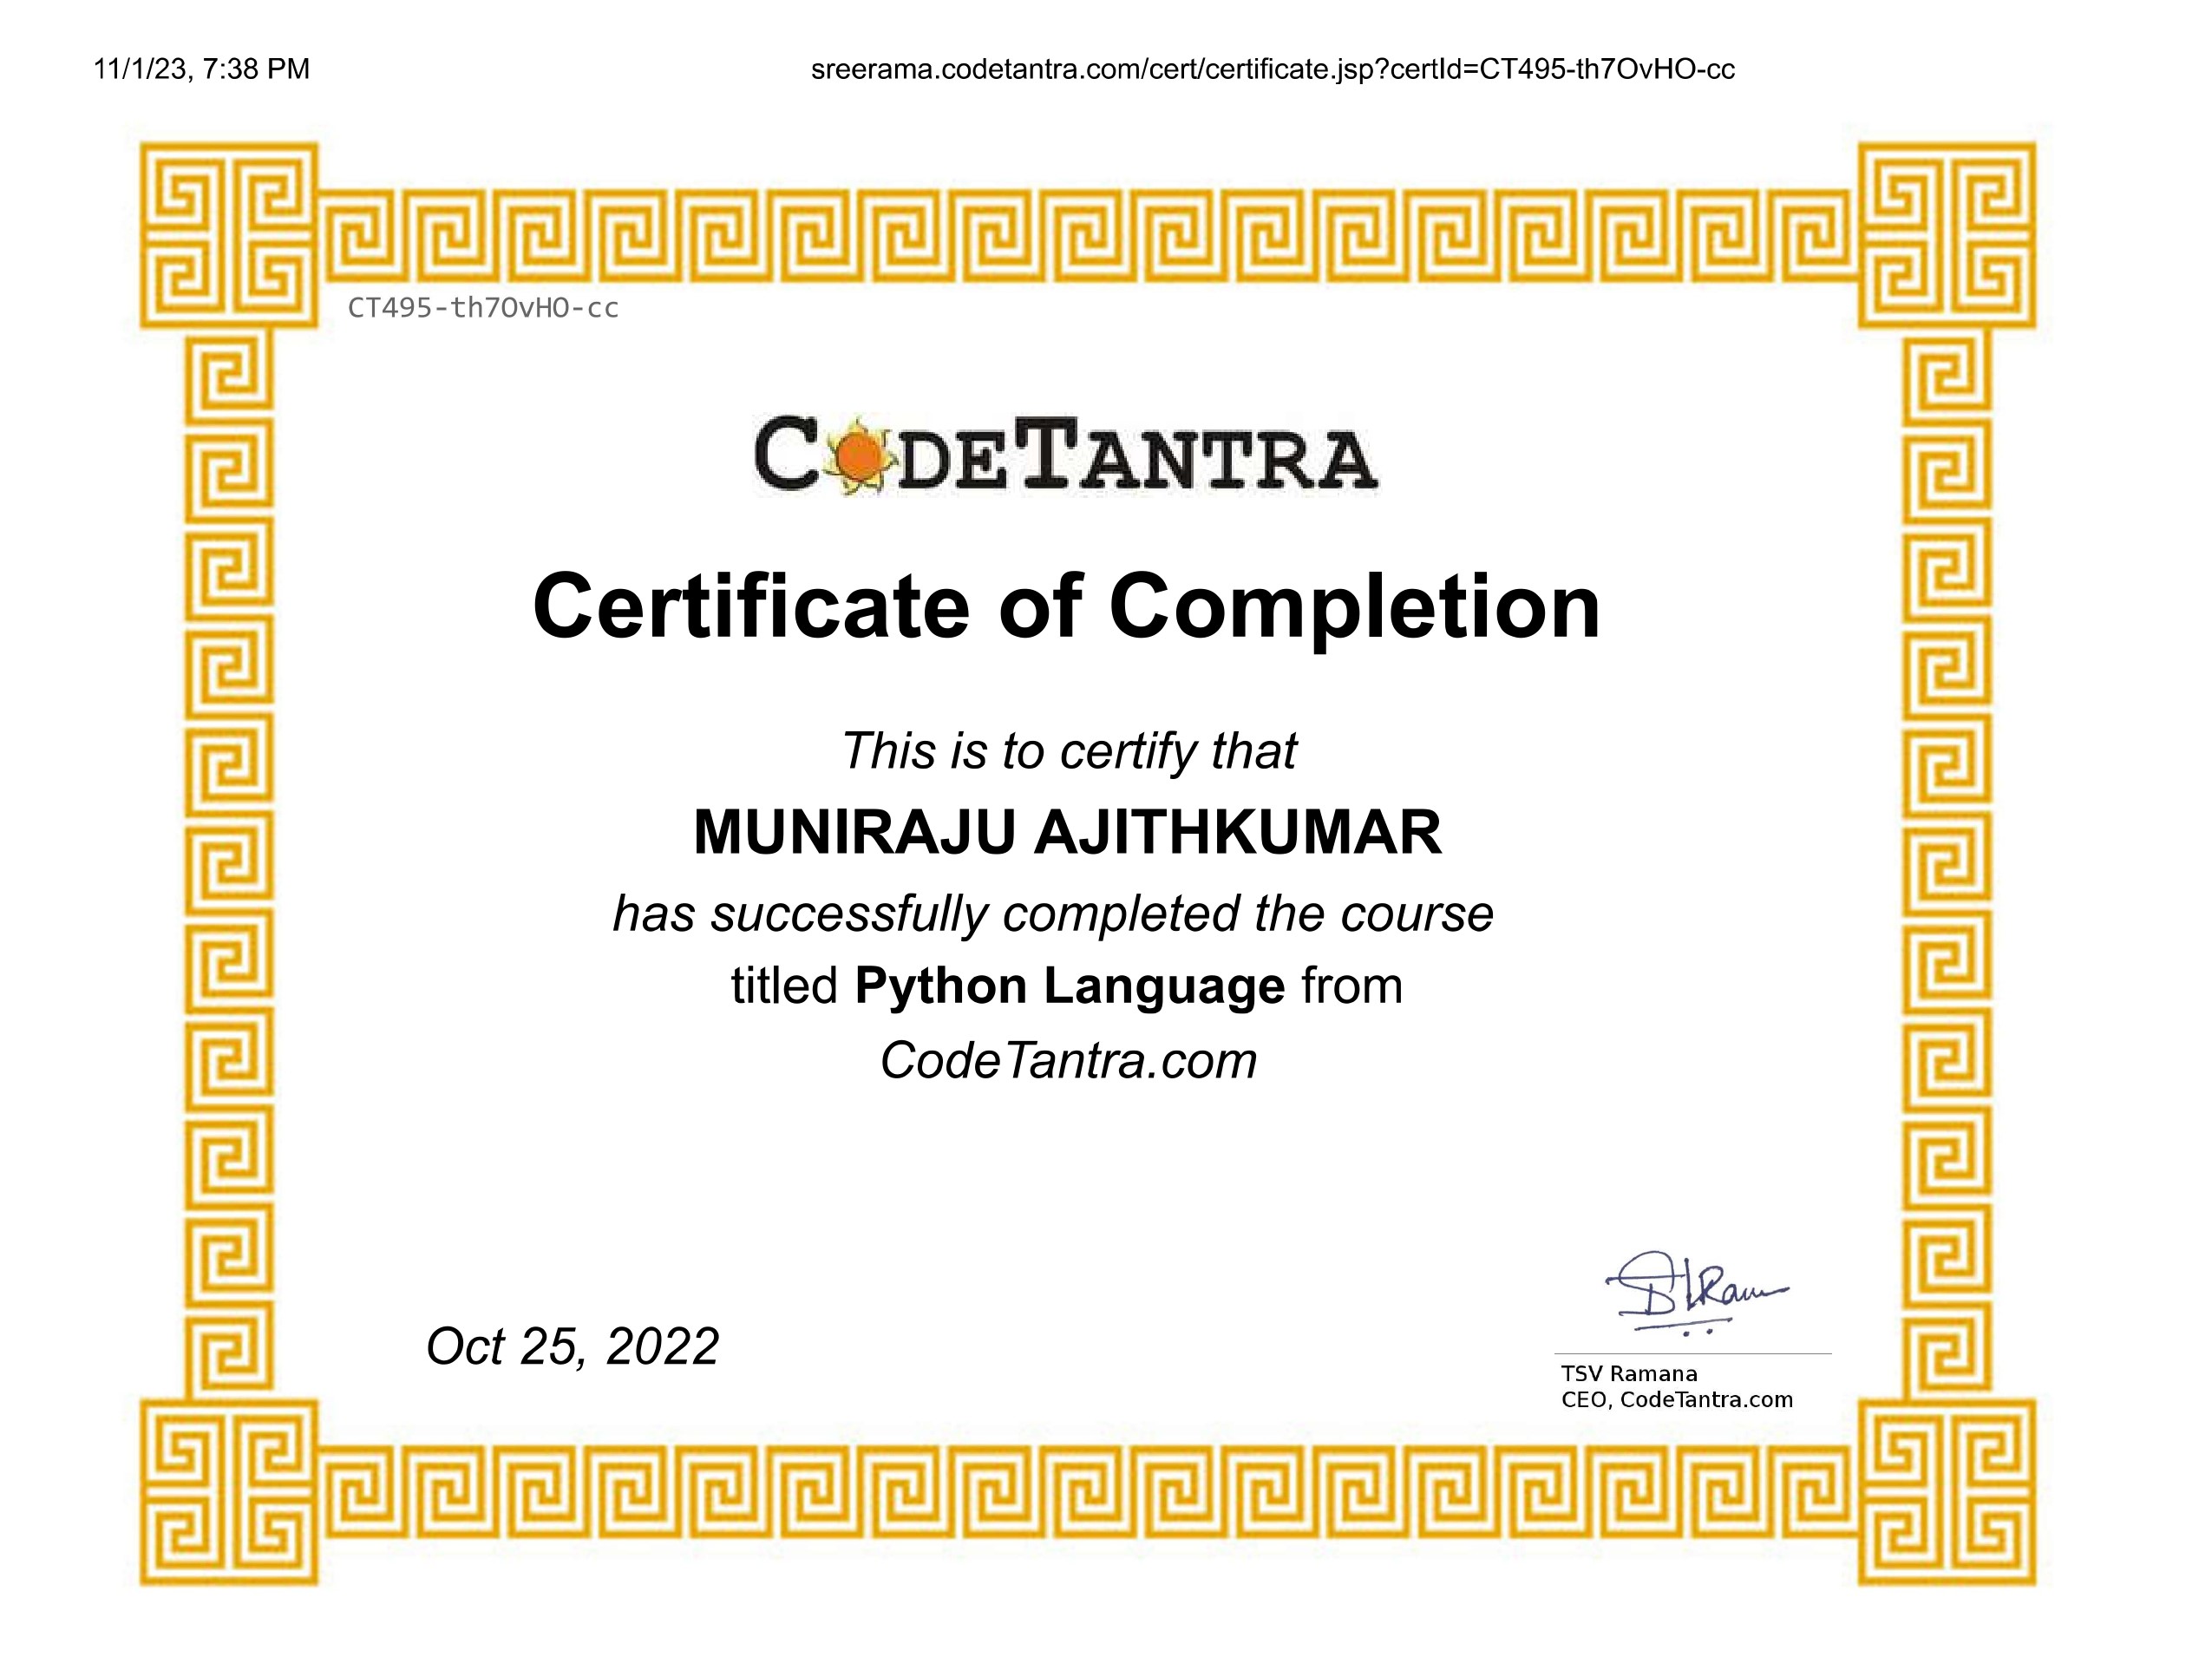 11/1/23, 7:38 PM
sreerama.codetantra.com/cert/certificate.jsp?certId=CT495-th7OvHO-cc
CT495-th7OvHO-cc
CODETANTRA
Certificate of Completion
This is to certify that
MUNIRAJU AJITHKUMAR
has successfully completed the course
titled Python Language from
CodeTantra.com
Oct 25, 2022
TSV Ramana
CEO, CodeTantra.com